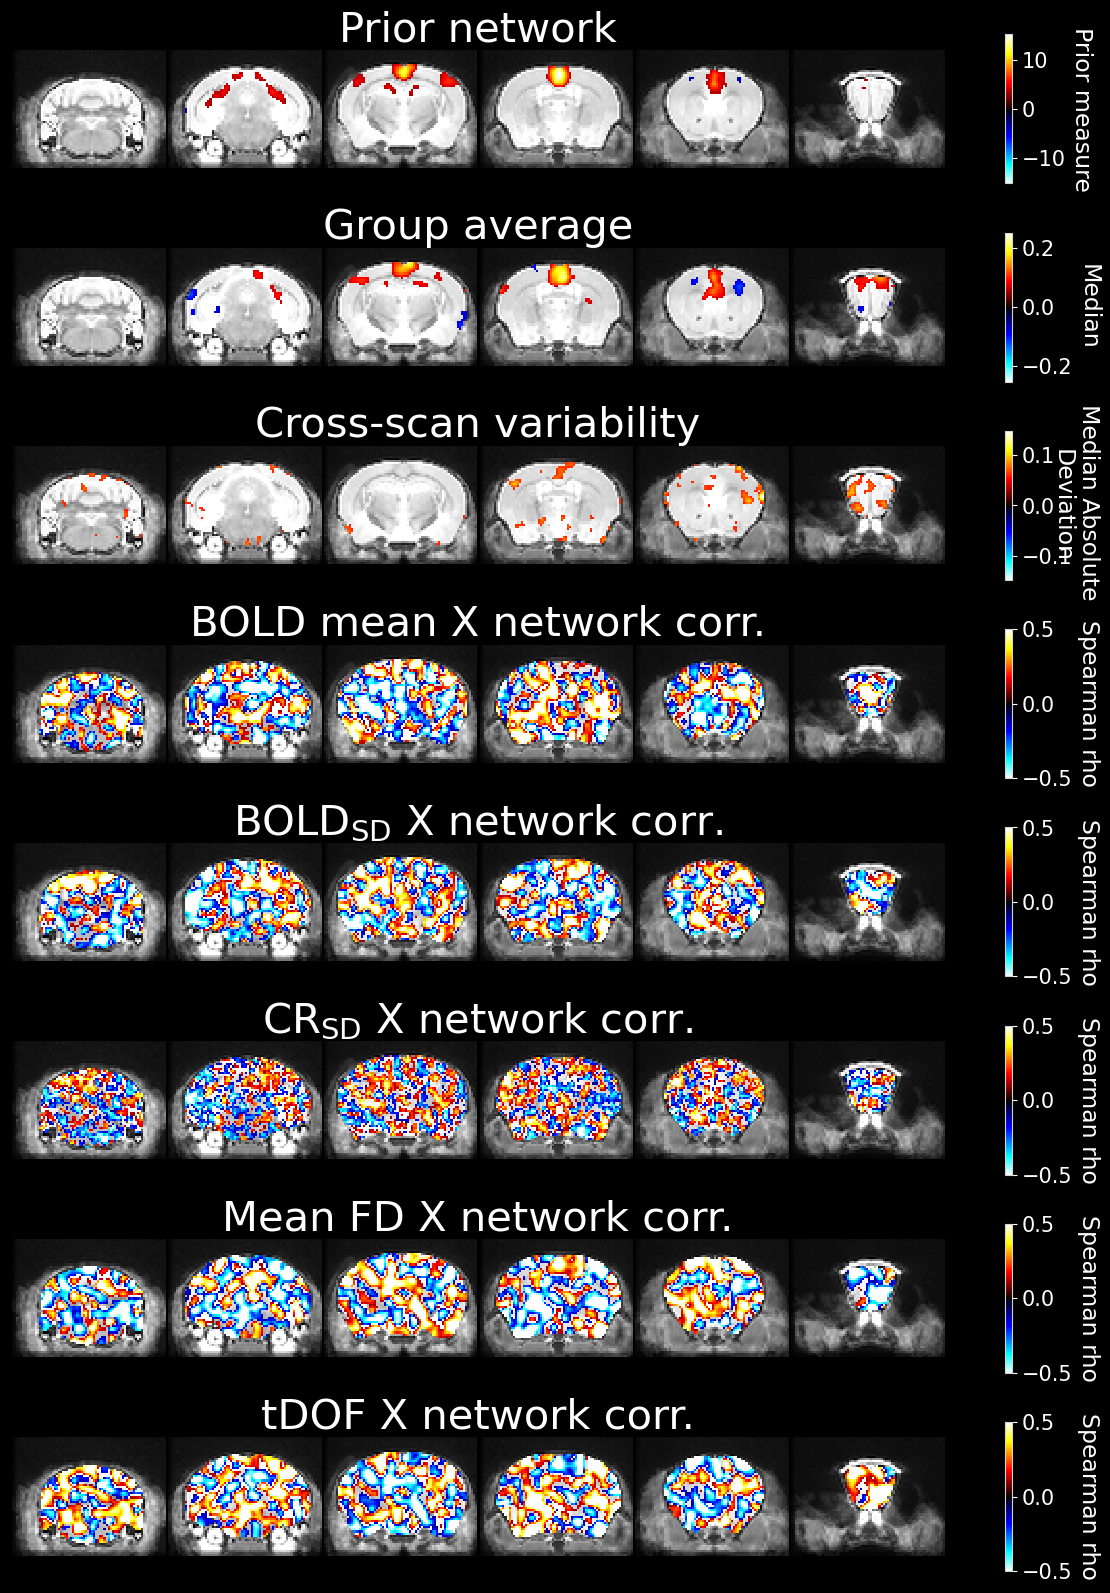 Prior network
10
0
−10
Prior measure
Group average
0.2
0.0
−0.2
Median
Cross-scan variability
0.1
0.0
−0.1
Median Absolute
Deviation
BOLD mean X network corr.
0.5
0.0
−0.5
Spearman rho
BOLDSD X network corr.
0.5
0.0
−0.5
Spearman rho
CRSD X network corr.
0.5
0.0
−0.5
Spearman rho
Mean FD X network corr.
0.5
0.0
−0.5
Spearman rho
tDOF X network corr.
0.5
0.0
−0.5
Spearman rho